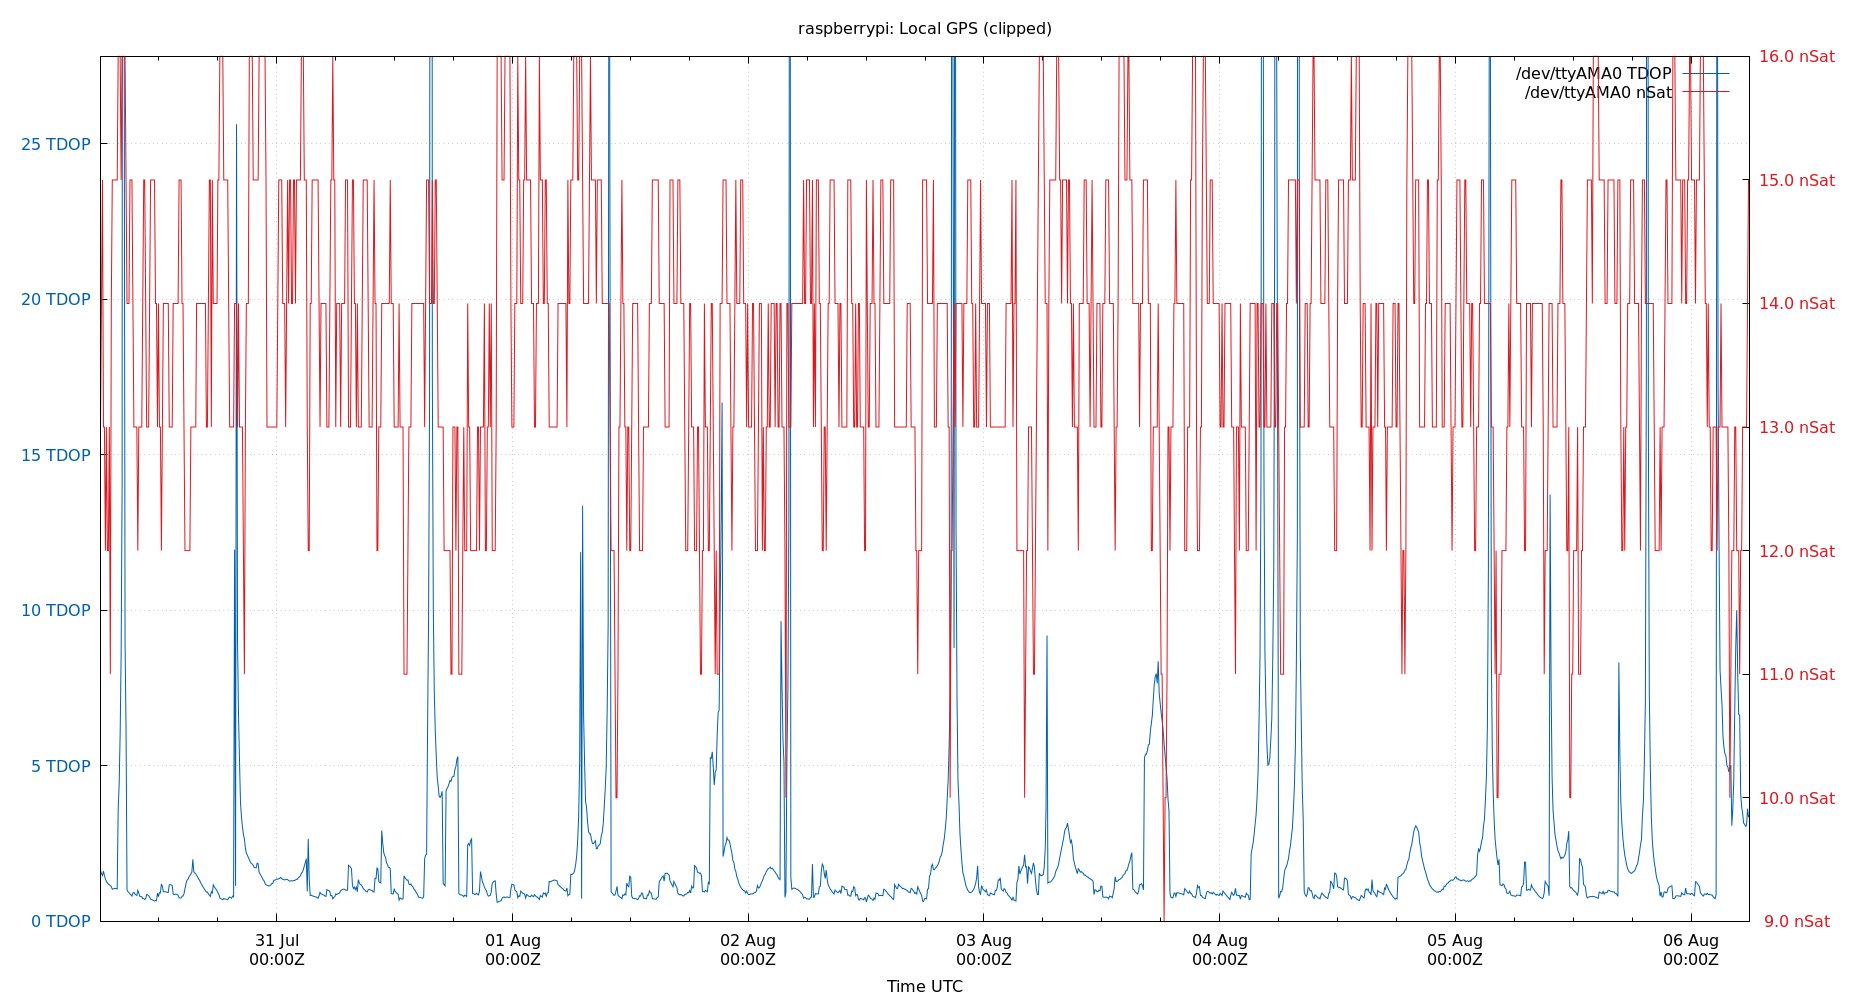 raspberrypi: Local GPS (clipped)
/dev/ttyAMA0 TDOP
/dev/ttyAMA0 nSat
25 TDOP
20 TDOP
15 TDOP
10 TDOP
5 TDOP
0 TDOP
16.0 nSat
15.0 nSat
14.0 nSat
13.0 nSat
12.0 nSat
11.0 nSat
10.0 nSat
9.0 nSat
31 Jul
00:00Z
01 Aug
00:00Z
02 Aug
00:00Z
03 Aug
00:00Z
04 Aug
00:00Z
05 Aug
00:00Z
06 Aug
00:00Z
Time UTC